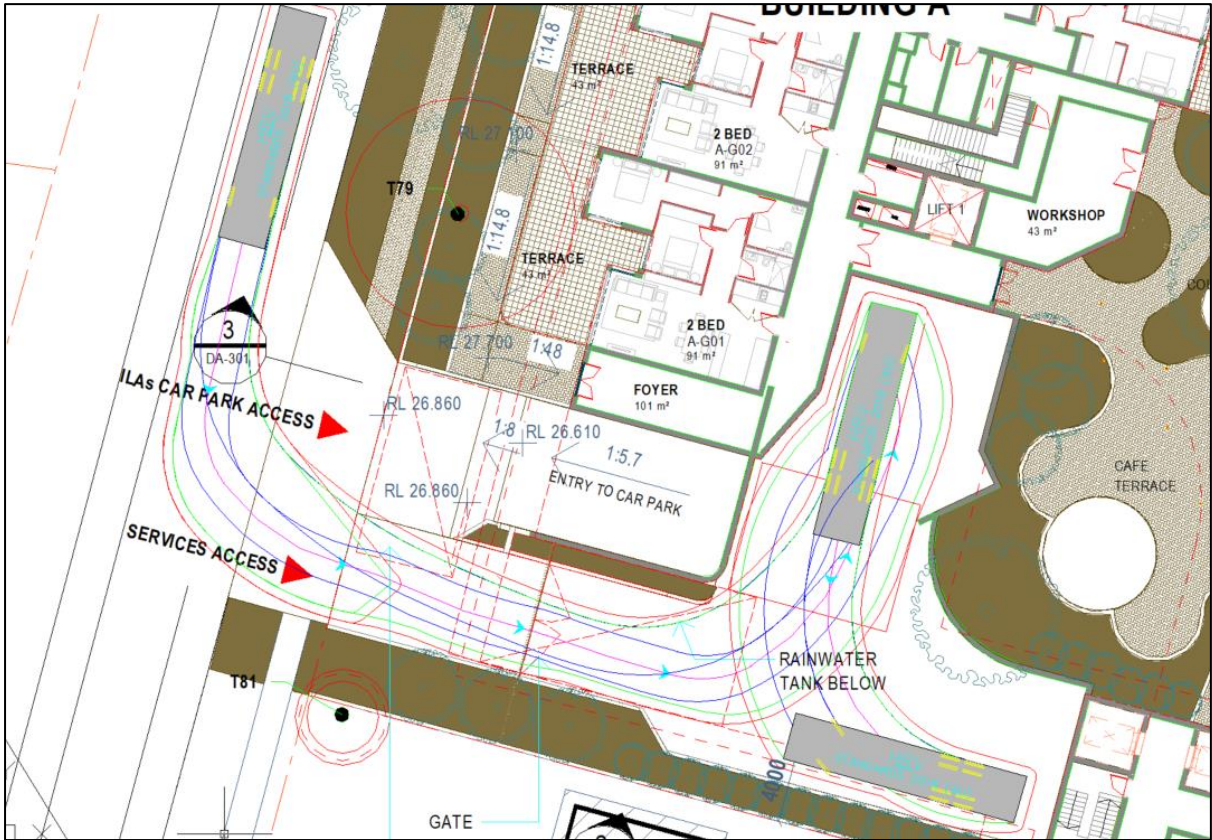 BUILDING A
TERRACE
43 m²
RL 27.100
2 BED
A-G02
91 m²
T79
1:14.8
1:14.8
LIFT 1
WORKSHOP
43 m²
TERRACE
43 m²
2 BED
A-G01
91 m²
3
DA-301
RL 27.700
1:48
FOYER
101 m²
ILAs CAR PARK ACCESS
RL 26.860
1:8
RL 26.610
1:5.7
ENTRY TO CAR PARK
RL 26.860
CAFE
TERRACE
SERVICES ACCESS
RAINWATER
TANK BELOW
T81
4000
GATE